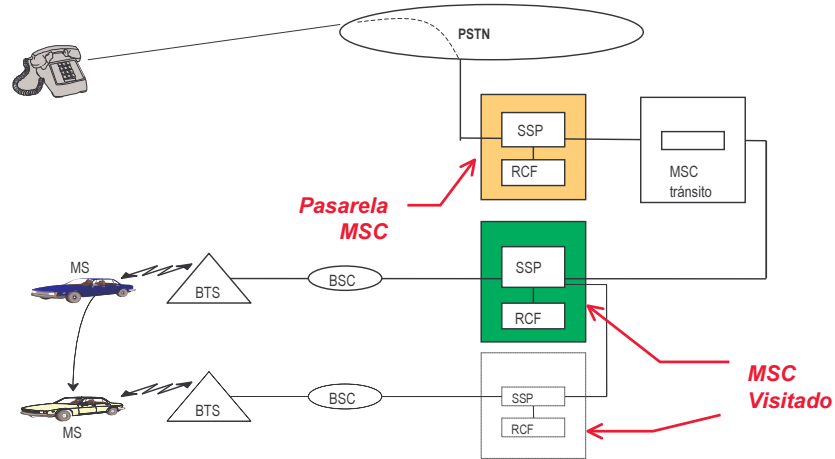 PSTN
SSP
RCF
MSC
tránsito
Pasarela
MSC
MS
BTS
BSC
SSP
RCF
MSC
Visitado
MS
BTS
BSC
SSP
RCF